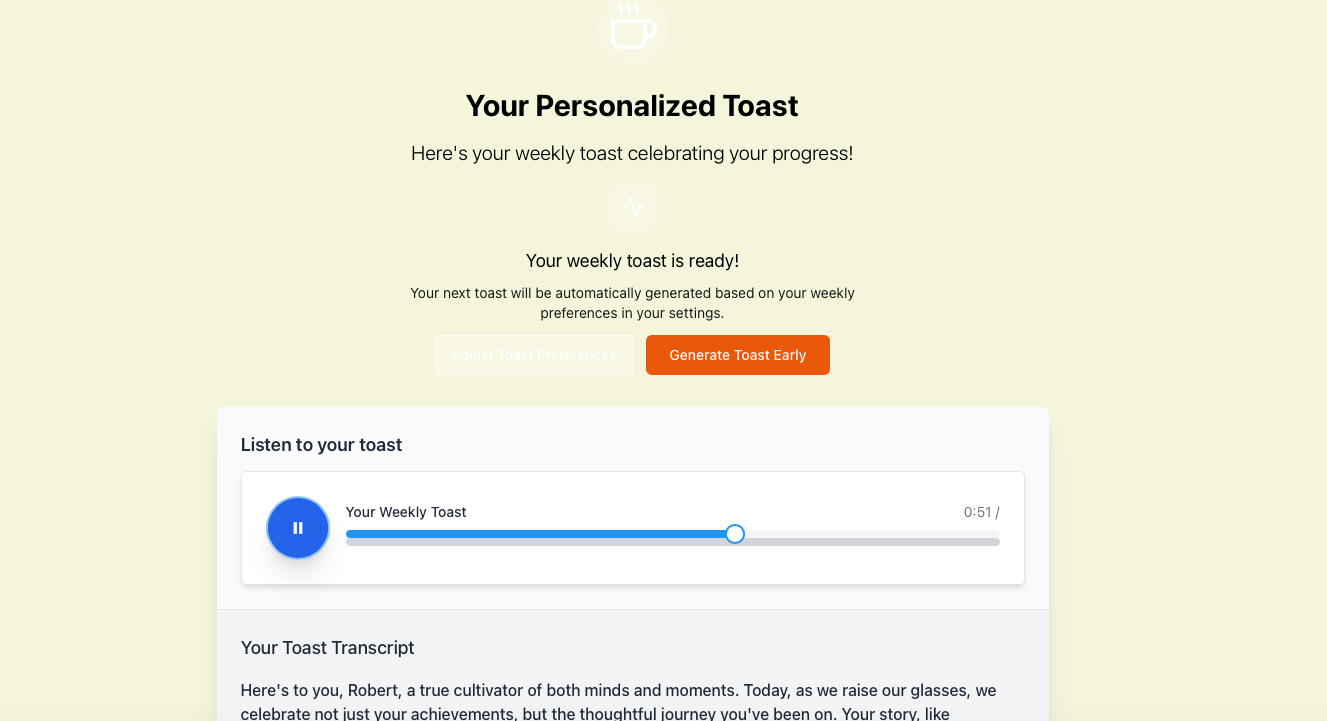 Your Personalized Toast
Here's your weekly toast celebrating your progress!
Your weekly toast is ready!
Your next toast will be automatically generated based on your weekly
preferences in your settings.
Adjust Toast Preferences
Generate Toast Early
Listen to your toast
Your Weekly Toast
0:51 /
Your Toast Transcript
Here's to you, Robert, a true cultivator of both minds and moments. Today, as we raise our glasses, we
celebrate not just your achievements, but the thoughtful journey you've been on. Your story, like